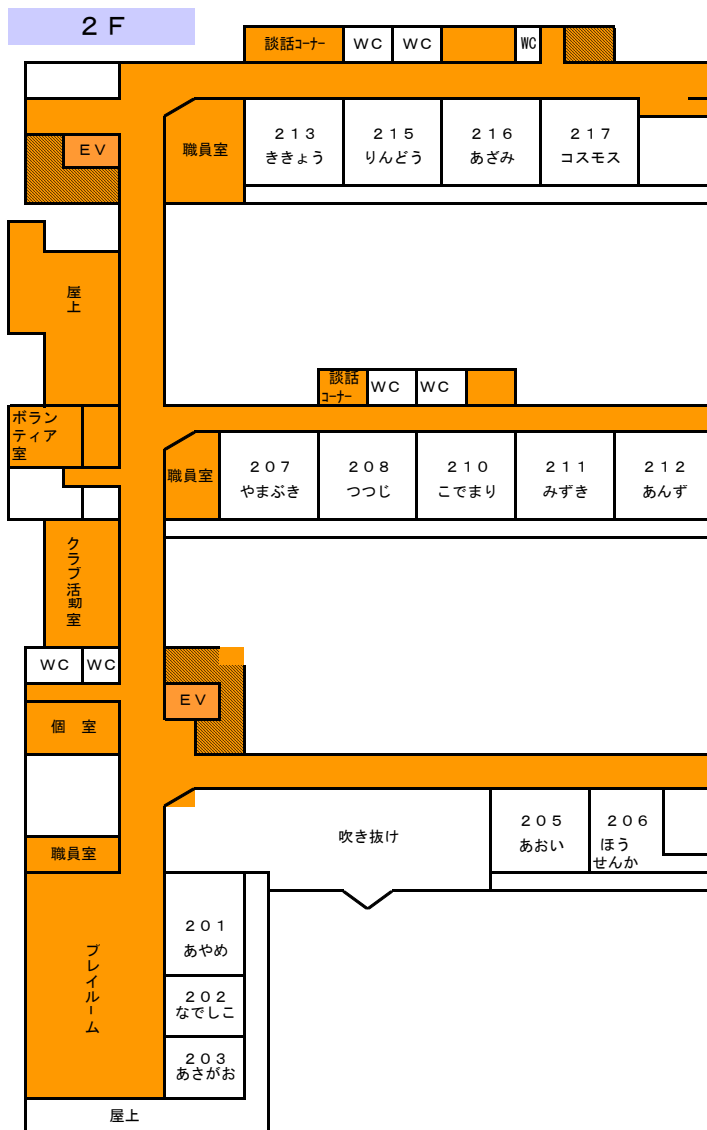 ２Ｆ
談話コーナー
ＷＣ
ＷＣ
ＷＣ
ＥＶ
職員室
２１３
ききょう
２１５
りんどう
２１６
あざみ
２１７
コスモス
屋上
談話
コーナー
ＷＣ
ＷＣ
ボラン
ティア
室
職員室
２０７
やまぶき
２０８
つつじ
２１０
こでまり
２１１
みずき
２１２
あんず
クラブ活動室
ＷＣ
ＷＣ
ＥＶ
個　室
職員室
吹き抜け
２０５
あおい
２０６
ほう
せんか
プレイルーム
２０１
あやめ
２０２
なでしこ
２０３
あさがお
屋上